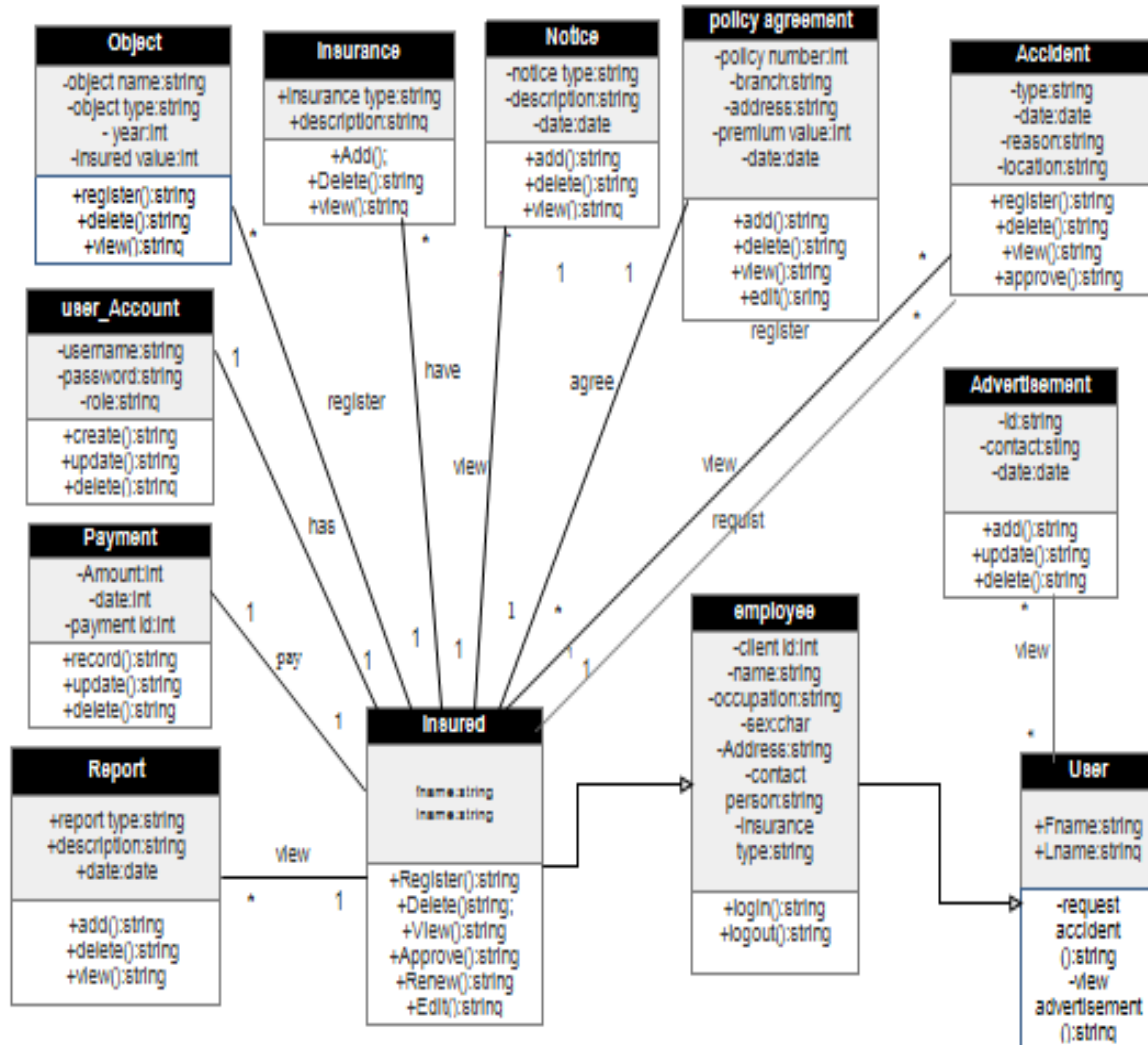 Object
-object name:string
-object type:string
- year:int
-insured value:int
+register():string
+delete():string
+view():string
Insurance
+insurance type:string
+description:string
+Add();
+Delete():string
+view():string
Notice
-notice type:string
-description:string
-date:date
+add():string
+delete():string
+view():string
policy agreement
-policy number:int
-branch:string
-address:string
-premium value:int
-date:date
+add():string
+delete():string
+view():string
+edit():sring
Accident
-type:string
-date:date
-reason:string
-location:string
+register():string
+delete():string
+view():string
+approve():string
user_Account
-username:string
-password:string
-role:string
+create():string
+update():string
+delete():string
Payment
-Amount:int
-date:int
-payment id:int
+record():string
+update():string
+delete():string
Report
+report type:string
+description:string
+date:date
+add():string
+delete():string
+view():string
Insured
fname:string
lname:string
+Register():string
+Delete()string;
+View():string
+Approve():string
+Renew():string
+Edit():string
employee
-client id:int
-name:string
-occupation:string
-sex:char
-Address:string
-contact
person:string
-insurance
type:string
+login():string
+logout():string
Advertisement
-id:string
-contact:sting
-date:date
+add():string
+update():string
+delete():string
User
+Fname:string
+Lname:string
-request
accident
():string
-view
advertisement
():string
*
*
*
1
1
1
*
*
register
1
have
agree
register
view
view
requist
has
1
pay
1
1
1
1
1
*
1
1
1
view
*
1
*
view
*